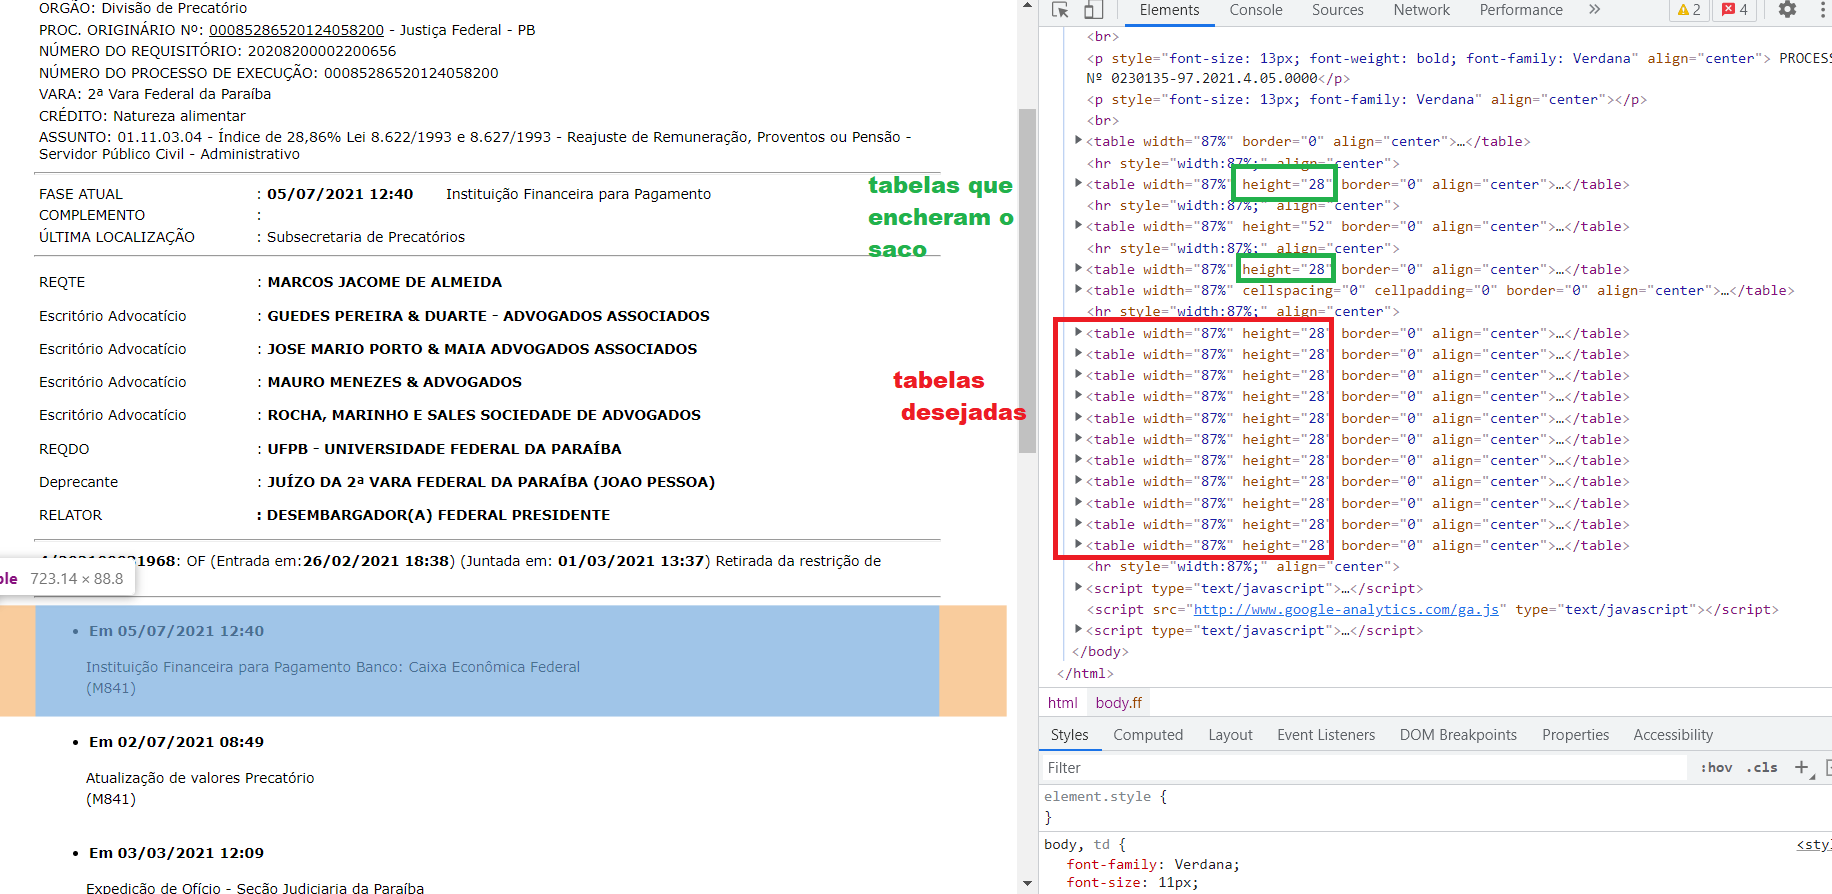 ORGÃO: Divisão de Precatório
PROC. ORIGINÁRIO Nº: 00085286520124058200 - Justiça Federal - PB
NÚMERO DO REQUISITÓRIO: 20208200002200656
NÚMERO DO PROCESSO DE EXECUÇÃO: 00085286520124058200
VARA: 2ª Vara Federal da Paraíba
CRÉDITO: Natureza alimentar
ASSUNTO: 01.11.03.04 - Índice de 28,86% Lei 8.622/1993 e 8.627/1993 - Reajuste de Remuneração, Proventos ou Pensão -
Servidor Público Civil - Administrativo
FASE ATUAL : 05/07/2021 12:40 Instituição Financeira para Pagamento
COMPLEMENTO :
ÚLTIMA LOCALIZAÇÃO : Subsecretaria de Precatórios
tabelas que
encheram o
saco
REQTE : MARCOS JACOME DE ALMEIDA
Escritório Advocatício : GUEDES PEREIRA & DUARTE - ADVOGADOS ASSOCIADOS
Escritório Advocatício : JOSE MARIO PORTO & MAIA ADVOGADOS ASSOCIADOS
Escritório Advocatício : MAURO MENEZES & ADVOGADOS
Escritório Advocatício : ROCHA, MARINHO E SALES SOCIEDADE DE ADVOGADOS
REQDO : UFPB - UNIVERSIDADE FEDERAL DA PARAÍBA
Deprecante : JUÍZO DA 2ª VARA FEDERAL DA PARAÍBA (JOAO PESSOA)
RELATOR : DESEMBARGADOR(A) FEDERAL PRESIDENTE
tabelas
desejadas
1968: OF (Entrada em:26/02/2021 18:38) (Juntada em: 01/03/2021 13:37) Retirada da restrição de
ble 723.14 × 88.8
• Em 05/07/2021 12:40
Instituição Financeira para Pagamento Banco: Caixa Econômica Federal
(M841)
• Em 02/07/2021 08:49
Atualização de valores Precatório
(M841)
• Em 03/03/2021 12:09
Expedição de Ofício - Seção Judiciaria da Paraíba
Elements Console Sources Network Performance » 2 4
<br>
<p style="font-size: 13px; font-weight: bold; font-family: Verdana" align="center"> PROCESS
Nº 0230135-97.2021.4.05.0000</p>
<p style="font-size: 13px; font-family: Verdana" align="center"></p>
<br>
<table width="87%" border="0" align="center">…</table>
<hr style="width:87%;" align="center">
<table width="87%" height="28" border="0" align="center">…</table>
<hr style="width:87%;" align="center">
<table width="87%" height="52" border="0" align="center">…</table>
<hr style="width:87%;" align="center">
<table width="87%" height="28" border="0" align="center">…</table>
<table width="87%" cellspacing="0" cellpadding="0" border="0" align="center">…</table>
<hr style="width:87%;" align="center">
<table width="87%" height="28" border="0" align="center">…</table>
<table width="87%" height="28" border="0" align="center">…</table>
<table width="87%" height="28" border="0" align="center">…</table>
<table width="87%" height="28" border="0" align="center">…</table>
<table width="87%" height="28" border="0" align="center">…</table>
<table width="87%" height="28" border="0" align="center">…</table>
<table width="87%" height="28" border="0" align="center">…</table>
<table width="87%" height="28" border="0" align="center">…</table>
<table width="87%" height="28" border="0" align="center">…</table>
<table width="87%" height="28" border="0" align="center">…</table>
<table width="87%" height="28" border="0" align="center">…</table>
<hr style="width:87%;" align="center">
<script type="text/javascript">…</script>
<script src="http://www.google-analytics.com/ga.js" type="text/javascript"></script>
<script type="text/javascript">…</script>
</body>
</html>
html body.ff
Styles Computed Layout Event Listeners DOM Breakpoints Properties Accessibility
Filter :hov .cls +
element.style {
}
body, td { <sty
font-family: Verdana;
font-size: 11px;